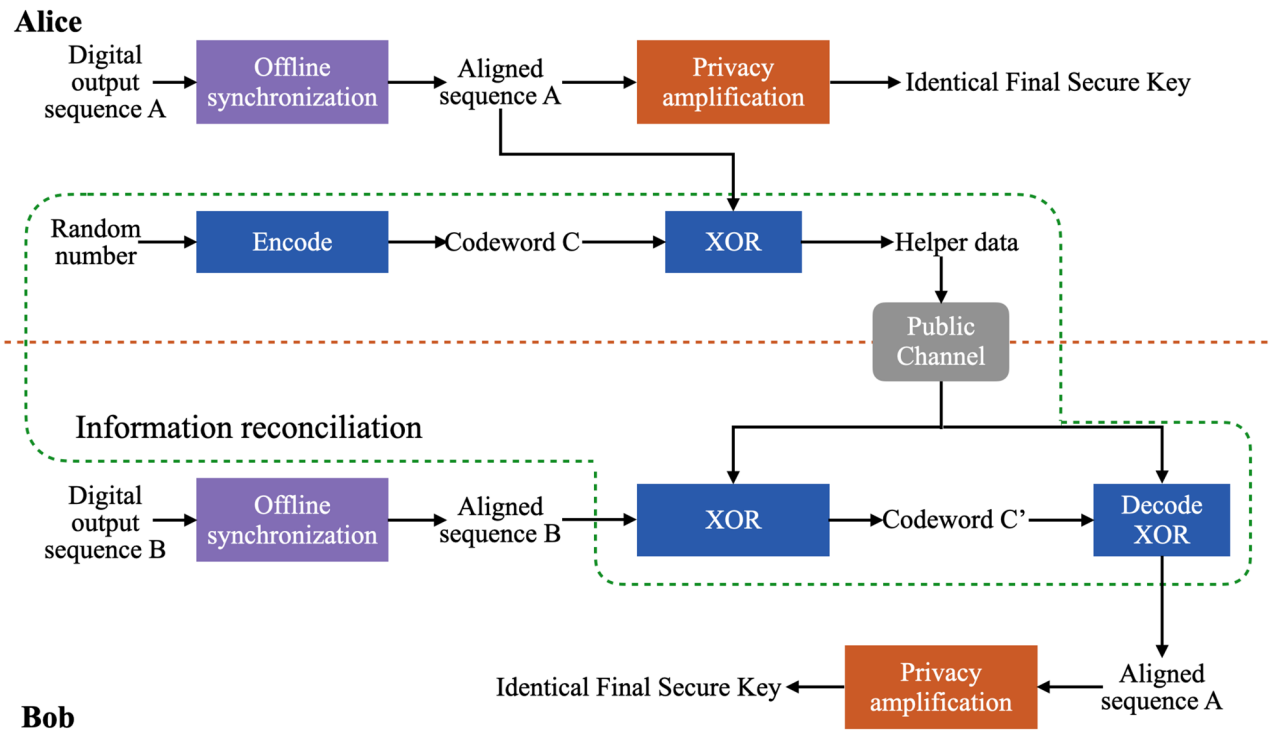 Alice
Digital
output
sequence A
Offline
synchronization
Aligned
sequence A
Privacy
amplification
Identical Final Secure Key
Random
number
Encode
Codeword C
XOR
Helper data
Public
Channel
Information reconciliation
Digital
output
sequence B
Offline
synchronization
Aligned
sequence B
XOR
Codeword C’
Decode
XOR
Identical Final Secure Key
Privacy
amplification
Aligned
sequence A
Bob